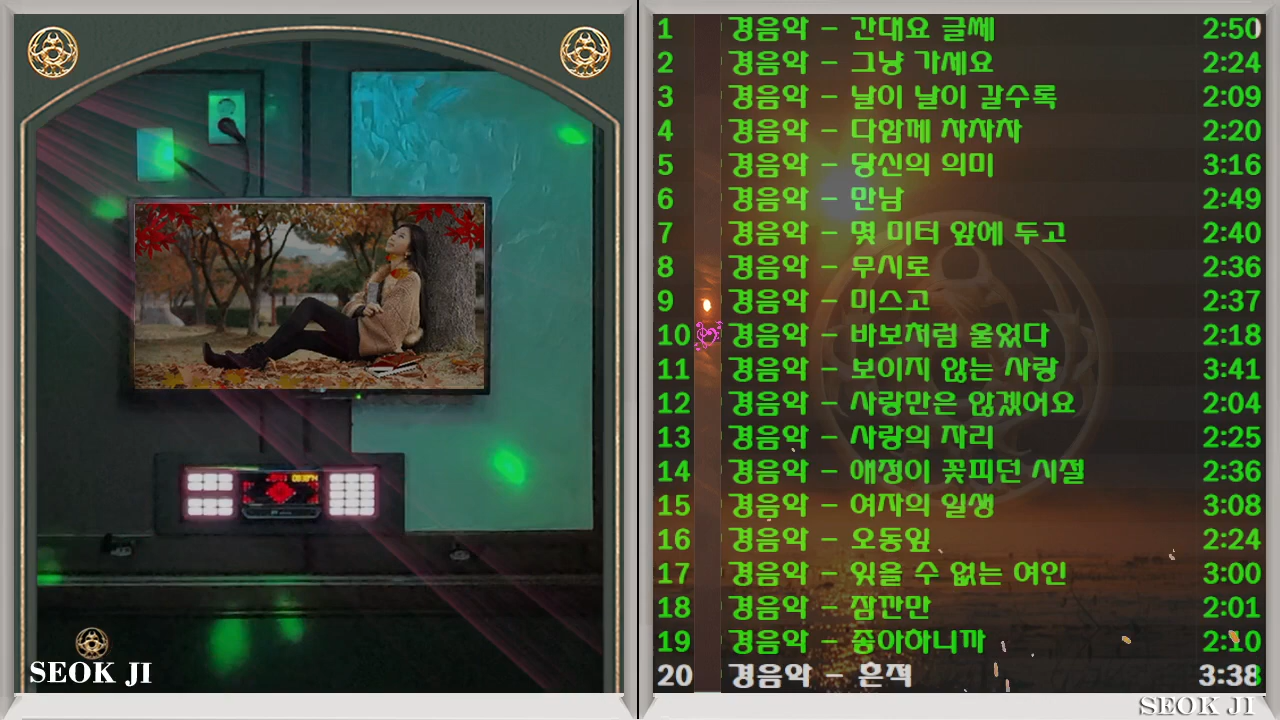 1 경음악 - 간대요 글쎄 2:50
2 경음악 - 그냥 가세요 2:24
3 경음악 - 날이 날이 갈수록 2:09
4 경음악 - 다함께 차차차 2:20
5 경음악 - 당신의 의미 3:16
6 경음악 - 만남 2:49
7 경음악 - 몇 미터 앞에 두고 2:40
8 경음악 - 무시로 2:36
9 경음악 - 미스고 2:37
10 경음악 - 바보처럼 울었다 2:18
11 경음악 - 보이지 않는 사랑 3:41
12 경음악 - 사랑만은 않겠어요 2:04
13 경음악 - 사랑의 자리 2:25
14 경음악 - 애정이 꽃피던 시절 2:36
15 경음악 - 여자의 일생 3:08
16 경음악 - 오동잎 2:24
17 경음악 - 잊을 수 없는 여인 3:00
18 경음악 - 잠깐만 2:01
19 경음악 - 좋아하니까 2:10
20 경음악 - 흔적 3:38
SEOK JI
SEOK JI